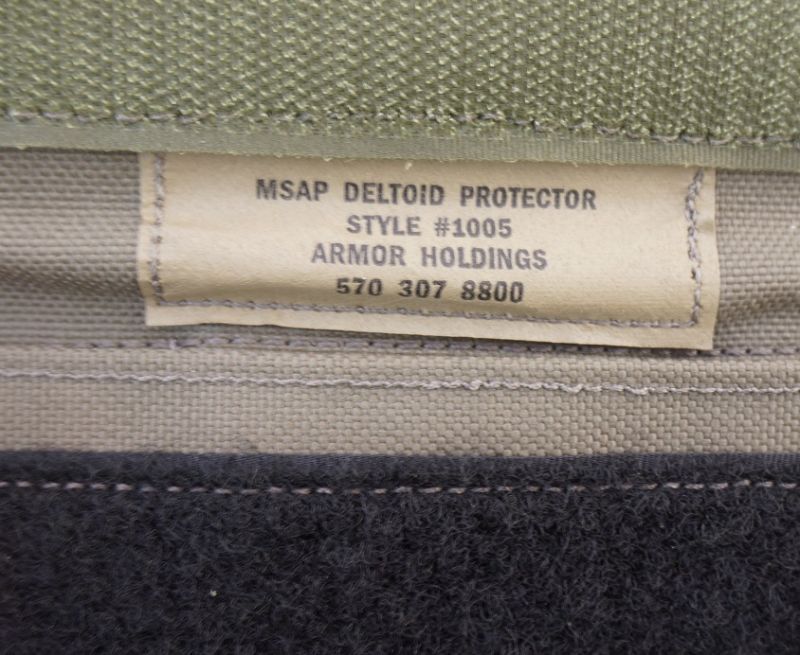 MSAP DELTOID PROTECTOR
STYLE #1005
ARMOR HOLDINGS
570 307 8800